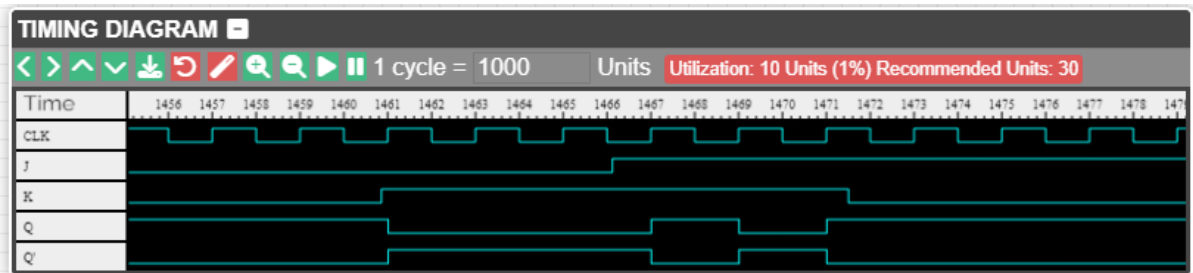 TIMING DIAGRAM
1 cycle = 1000 Units Utilization: 10 Units (1%) Recommended Units: 30
Time 1456 1457 1458 1459 1460 1461 1462 1463 1464 1465 1466 1467 1468 1469 1470 1471 1472 1473 1474 1475 1476 1477 1478 1479
CLK
J
K
Q
Q'